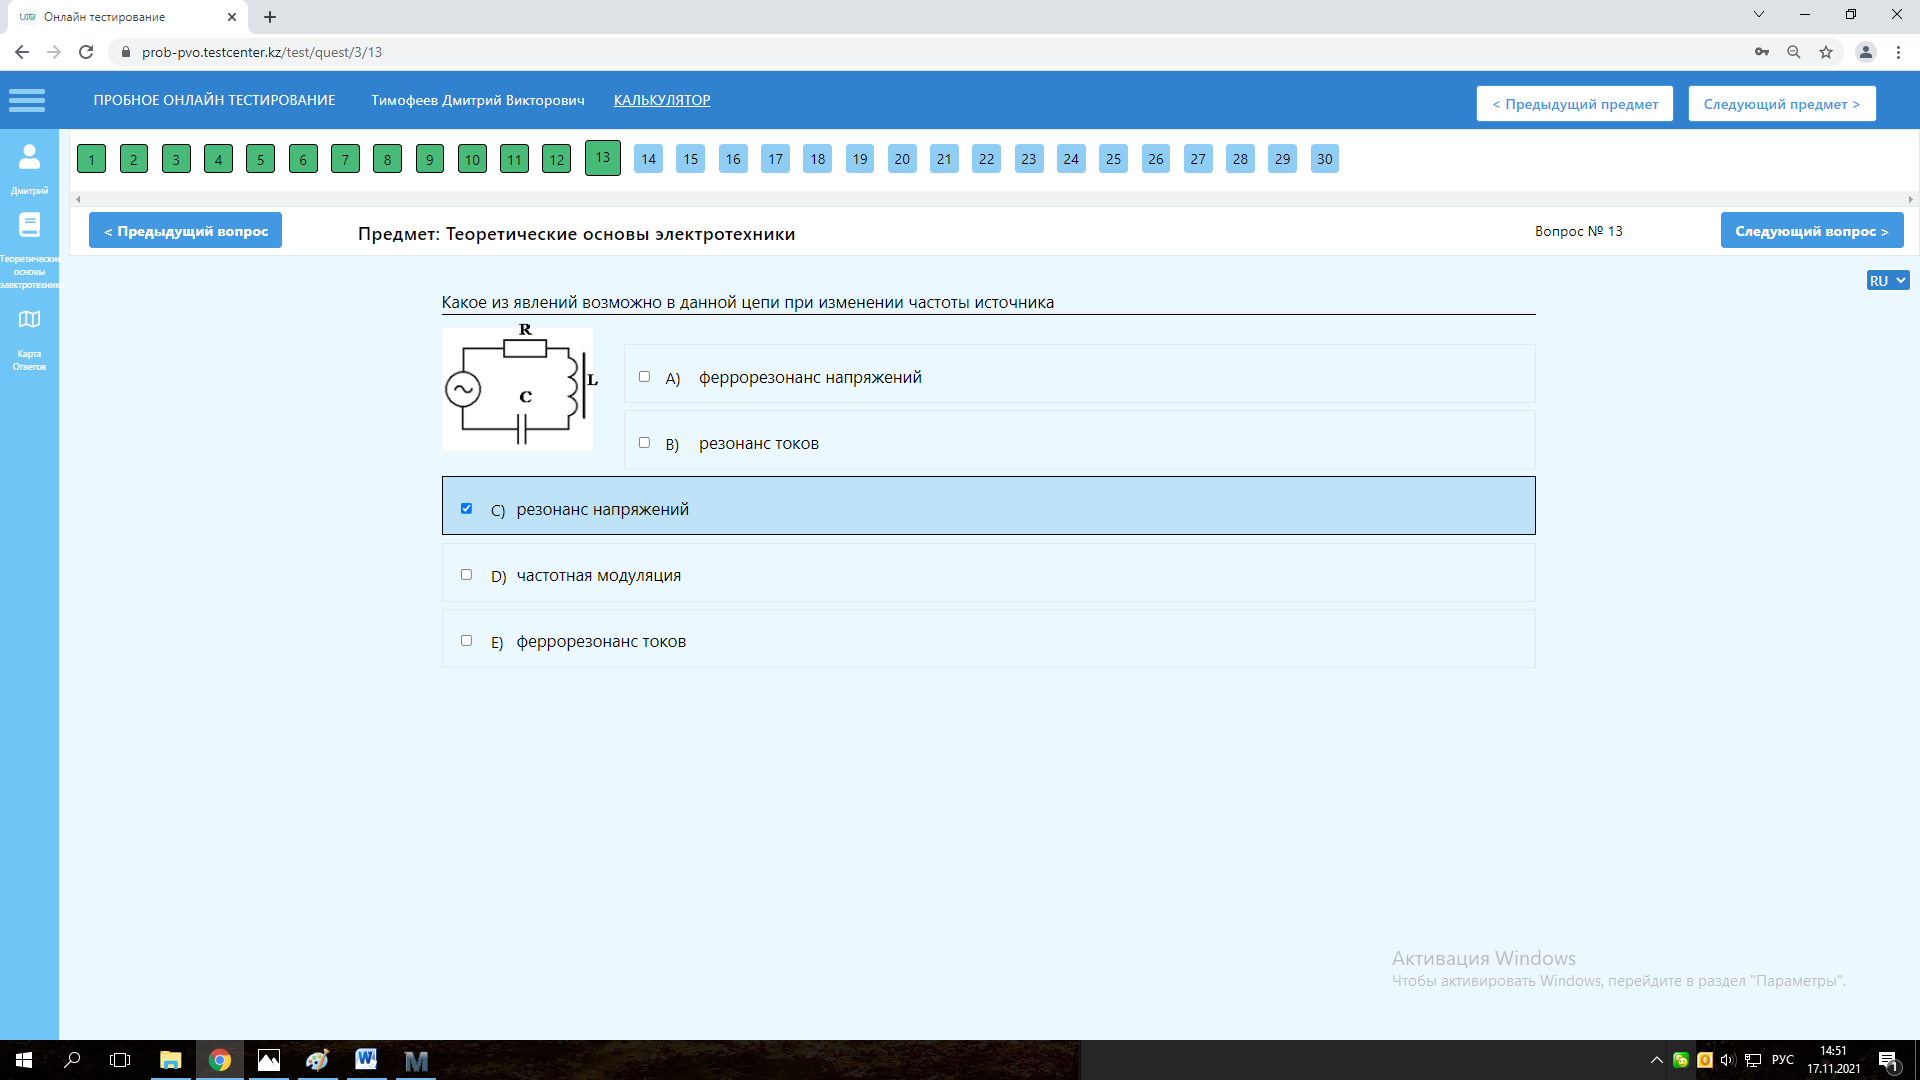 Онлайн тестирование
prob-pvo.testcenter.kz/test/quest/3/13
ПРОБНОЕ ОНЛАЙН ТЕСТИРОВАНИЕ Тимофеев Дмитрий Викторович КАЛЬКУЛЯТОР
< Предыдущий предмет Следующий предмет >
1 2 3 4 5 6 7 8 9 10 11 12 13 14 15 16 17 18 19 20 21 22 23 24 25 26 27 28 29 30
Дмитрий
Теоретические
основы
электротехники
Карта
Ответов
< Предыдущий вопрос Предмет: Теоретические основы электротехники Вопрос № 13 Следующий вопрос >
RU
Какое из явлений возможно в данной цепи при изменении частоты источника
R
L
C
A) феррорезонанс напряжений
B) резонанс токов
C) резонанс напряжений
D) частотная модуляция
E) феррорезонанс токов
Активация Windows
Чтобы активировать Windows, перейдите в раздел "Параметры".
РУС
14:51
17.11.2021
1